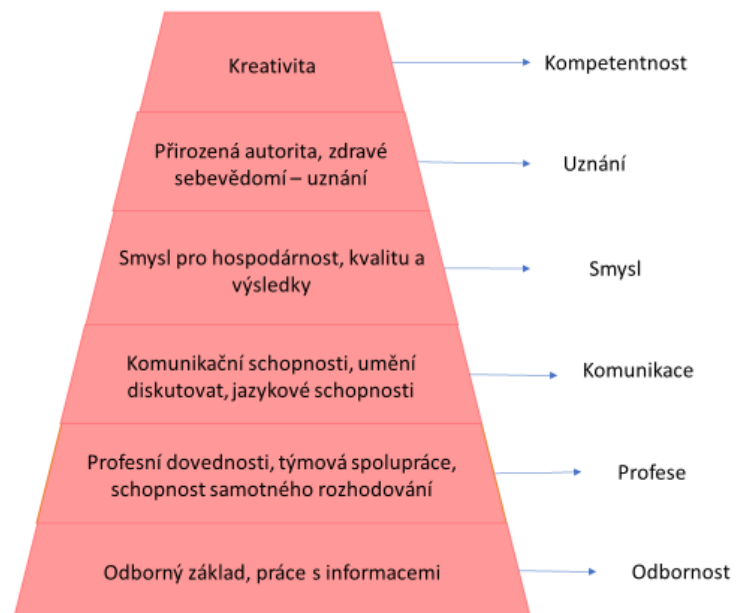 Kreativita
Kompetentnost
Přirozená autorita, zdravé
sebevědomí – uznání
Uznání
Smysl pro hospodárnost, kvalitu a
výsledky
Smysl
Komunikační schopnosti, umění
diskutovat, jazykové schopnosti
Komunikace
Profesní dovednosti, týmová spolupráce,
schopnost samotného rozhodování
Profese
Odborný základ, práce s informacemi
Odbornost